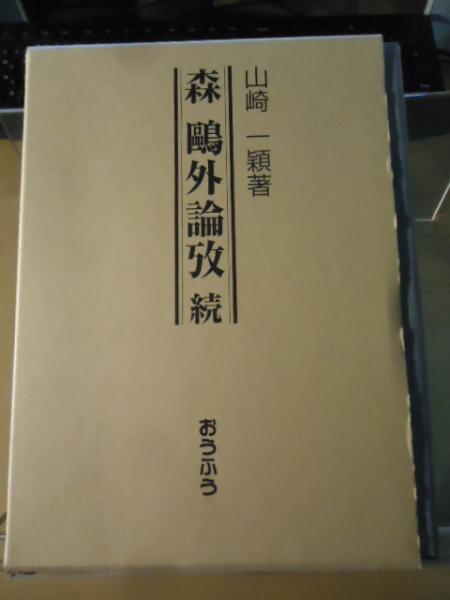 山崎 一穎著
森 鷗外論攷 続
おうふう